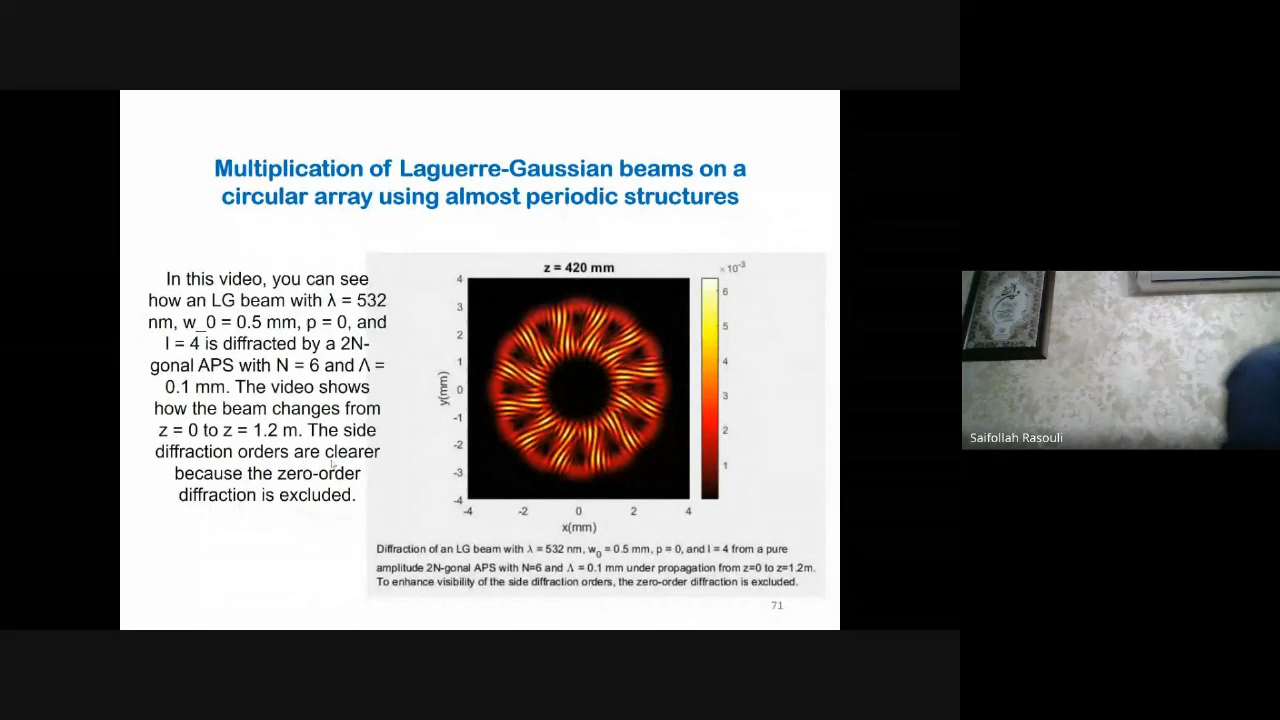 Multiplication of Laguerre-Gaussian beams on a
circular array using almost periodic structures
In this video, you can see
how an LG beam with λ = 532
nm, w_0 = 0.5 mm, p = 0, and
l = 4 is diffracted by a 2N-
gonal APS with N = 6 and Λ =
0.1 mm. The video shows
how the beam changes from
z = 0 to z = 1.2 m. The side
diffraction orders are clearer
because the zero-order
diffraction is excluded.
z = 420 mm
×10⁻³
4
3
2
1
0
-1
-2
-3
-4
y(mm)
-4 -2 0 2 4
x(mm)
6
5
4
3
2
1
Diffraction of an LG beam with λ = 532 nm, w₀ = 0.5 mm, p = 0, and l = 4 from a pure
amplitude 2N-gonal APS with N=6 and Λ = 0.1 mm under propagation from z=0 to z=1.2m.
To enhance visibility of the side diffraction orders, the zero-order diffraction is excluded.
71
Saifollah Rasouli